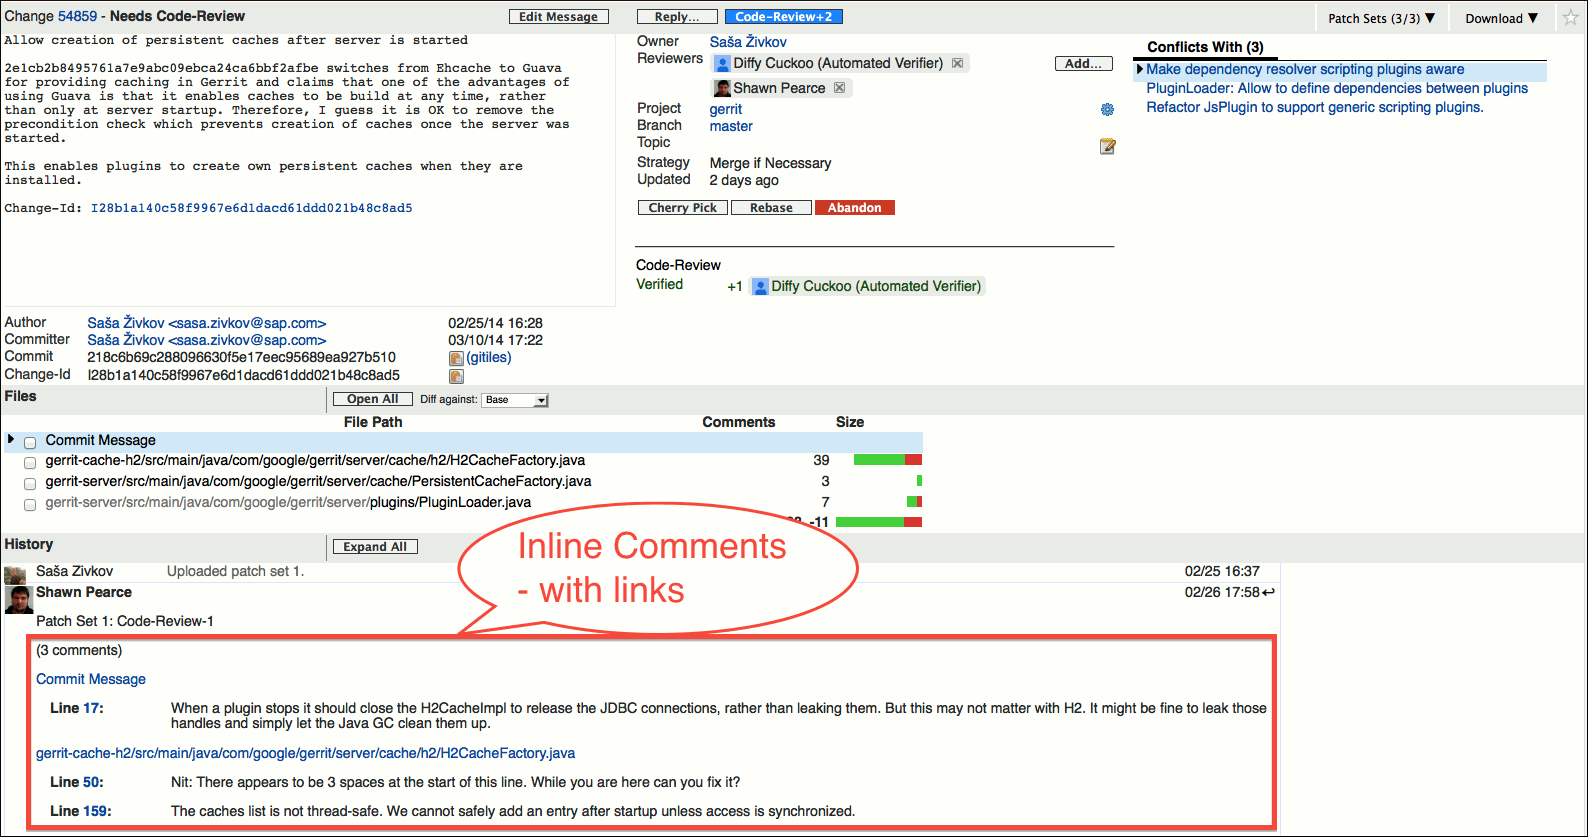 Change 54859 - Needs Code-Review
Edit Message
Reply...
Code-Review+2
Patch Sets (3/3) ▼
Download ▼
Allow creation of persistent caches after server is started
2e1cb2b8495761a7e9abc09ebca24ca6bbf2afbe switches from Ehcache to Guava
for providing caching in Gerrit and claims that one of the advantages of
using Guava is that it enables caches to be build at any time, rather
than only at server startup. Therefore, I guess it is OK to remove the
precondition check which prevents creation of caches once the server was
started.
This enables plugins to create own persistent caches when they are
installed.
Change-Id: I28b1a140c58f9967e6d1dacd61ddd021b48c8ad5
Owner Saša Živkov
Reviewers Diffy Cuckoo (Automated Verifier)
Add...
Shawn Pearce
Project gerrit
Branch master
Topic
Strategy Merge if Necessary
Updated 2 days ago
Cherry Pick Rebase Abandon
Code-Review
Verified +1 Diffy Cuckoo (Automated Verifier)
Conflicts With (3)
Make dependency resolver scripting plugins aware
PluginLoader: Allow to define dependencies between plugins
Refactor JsPlugin to support generic scripting plugins.
Author Saša Živkov <sasa.zivkov@sap.com> 02/25/14 16:28
Committer Saša Živkov <sasa.zivkov@sap.com> 03/10/14 17:22
Commit 218c6b69c288096630f5e17eec95689ea927b510 (gitiles)
Change-Id I28b1a140c58f9967e6d1dacd61ddd021b48c8ad5
Files Open All Diff against: Base
File Path Comments Size
Commit Message
gerrit-cache-h2/src/main/java/com/google/gerrit/server/cache/h2/H2CacheFactory.java 39
gerrit-server/src/main/java/com/google/gerrit/server/cache/PersistentCacheFactory.java 3
gerrit-server/src/main/java/com/google/gerrit/server/plugins/PluginLoader.java 7
-11
History Expand All
Inline Comments
- with links
Saša Zivkov Uploaded patch set 1. 02/25 16:37
Shawn Pearce 02/26 17:58
Patch Set 1: Code-Review-1
(3 comments)
Commit Message
Line 17: When a plugin stops it should close the H2CacheImpl to release the JDBC connections, rather than leaking them. But this may not matter with H2. It might be fine to leak those
handles and simply let the Java GC clean them up.
gerrit-cache-h2/src/main/java/com/google/gerrit/server/cache/h2/H2CacheFactory.java
Line 50: Nit: There appears to be 3 spaces at the start of this line. While you are here can you fix it?
Line 159: The caches list is not thread-safe. We cannot safely add an entry after startup unless access is synchronized.